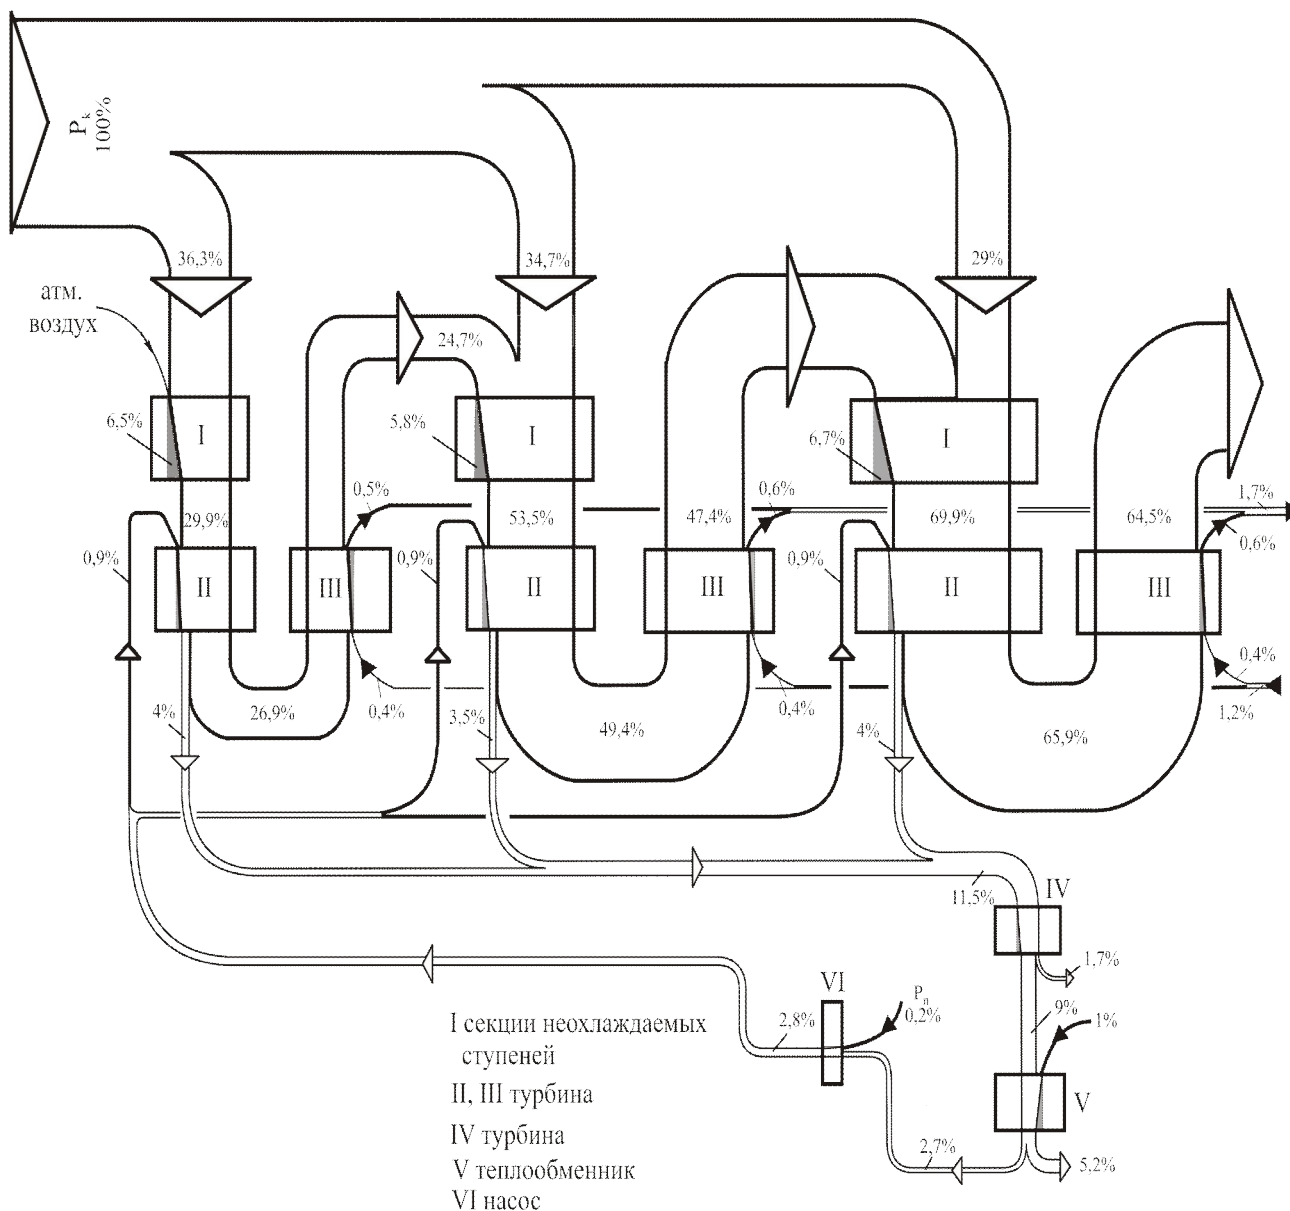 Pk
100%
36,3%
34,7%
29%
атм.
воздух
24,7%
6,5%
I
5,8%
I
6,7%
I
0,5%
0,6%
1,7%
29,9%
53,5%
47,4%
69,9%
64,5%
0,6%
0,9%
0,9%
0,9%
II
III
II
III
II
III
0,4%
4%
26,9%
0,4%
3,5%
49,4%
0,4%
4%
65,9%
1,2%
11,5%
IV
1,7%
VI
Pп
0,2%
2,8%
9%
1%
V
2,7%
5,2%
I секции неохлаждаемых
ступеней
II, III турбина
IV турбина
V теплообменник
VI насос